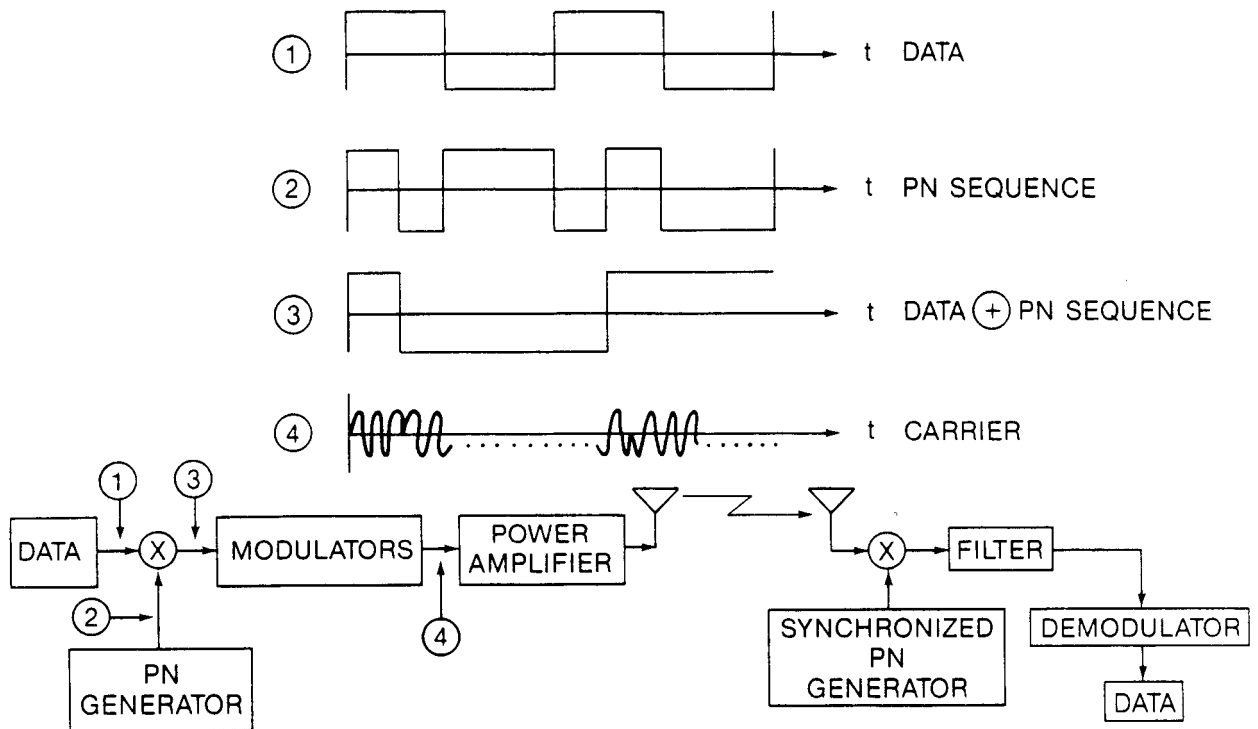 ① t DATA
② t PN SEQUENCE
③ t DATA ⊕ PN SEQUENCE
④ t CARRIER
① ③
DATA X MODULATORS POWER
AMPLIFIER X FILTER
② ④
PN
GENERATOR
SYNCHRONIZED
PN
GENERATOR
DEMODULATOR
DATA